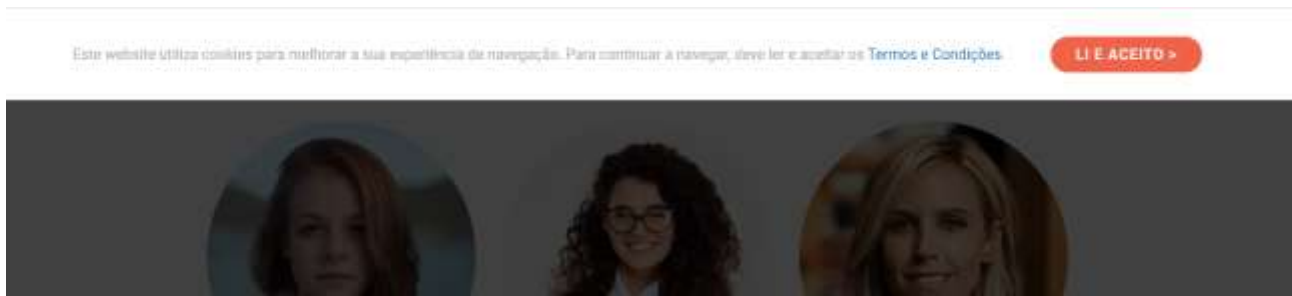 Este website utiliza cookies para melhorar a sua experiência de navegação. Para continuar a navegar, deve ler e aceitar os Termos e Condições
LI E ACEITO >